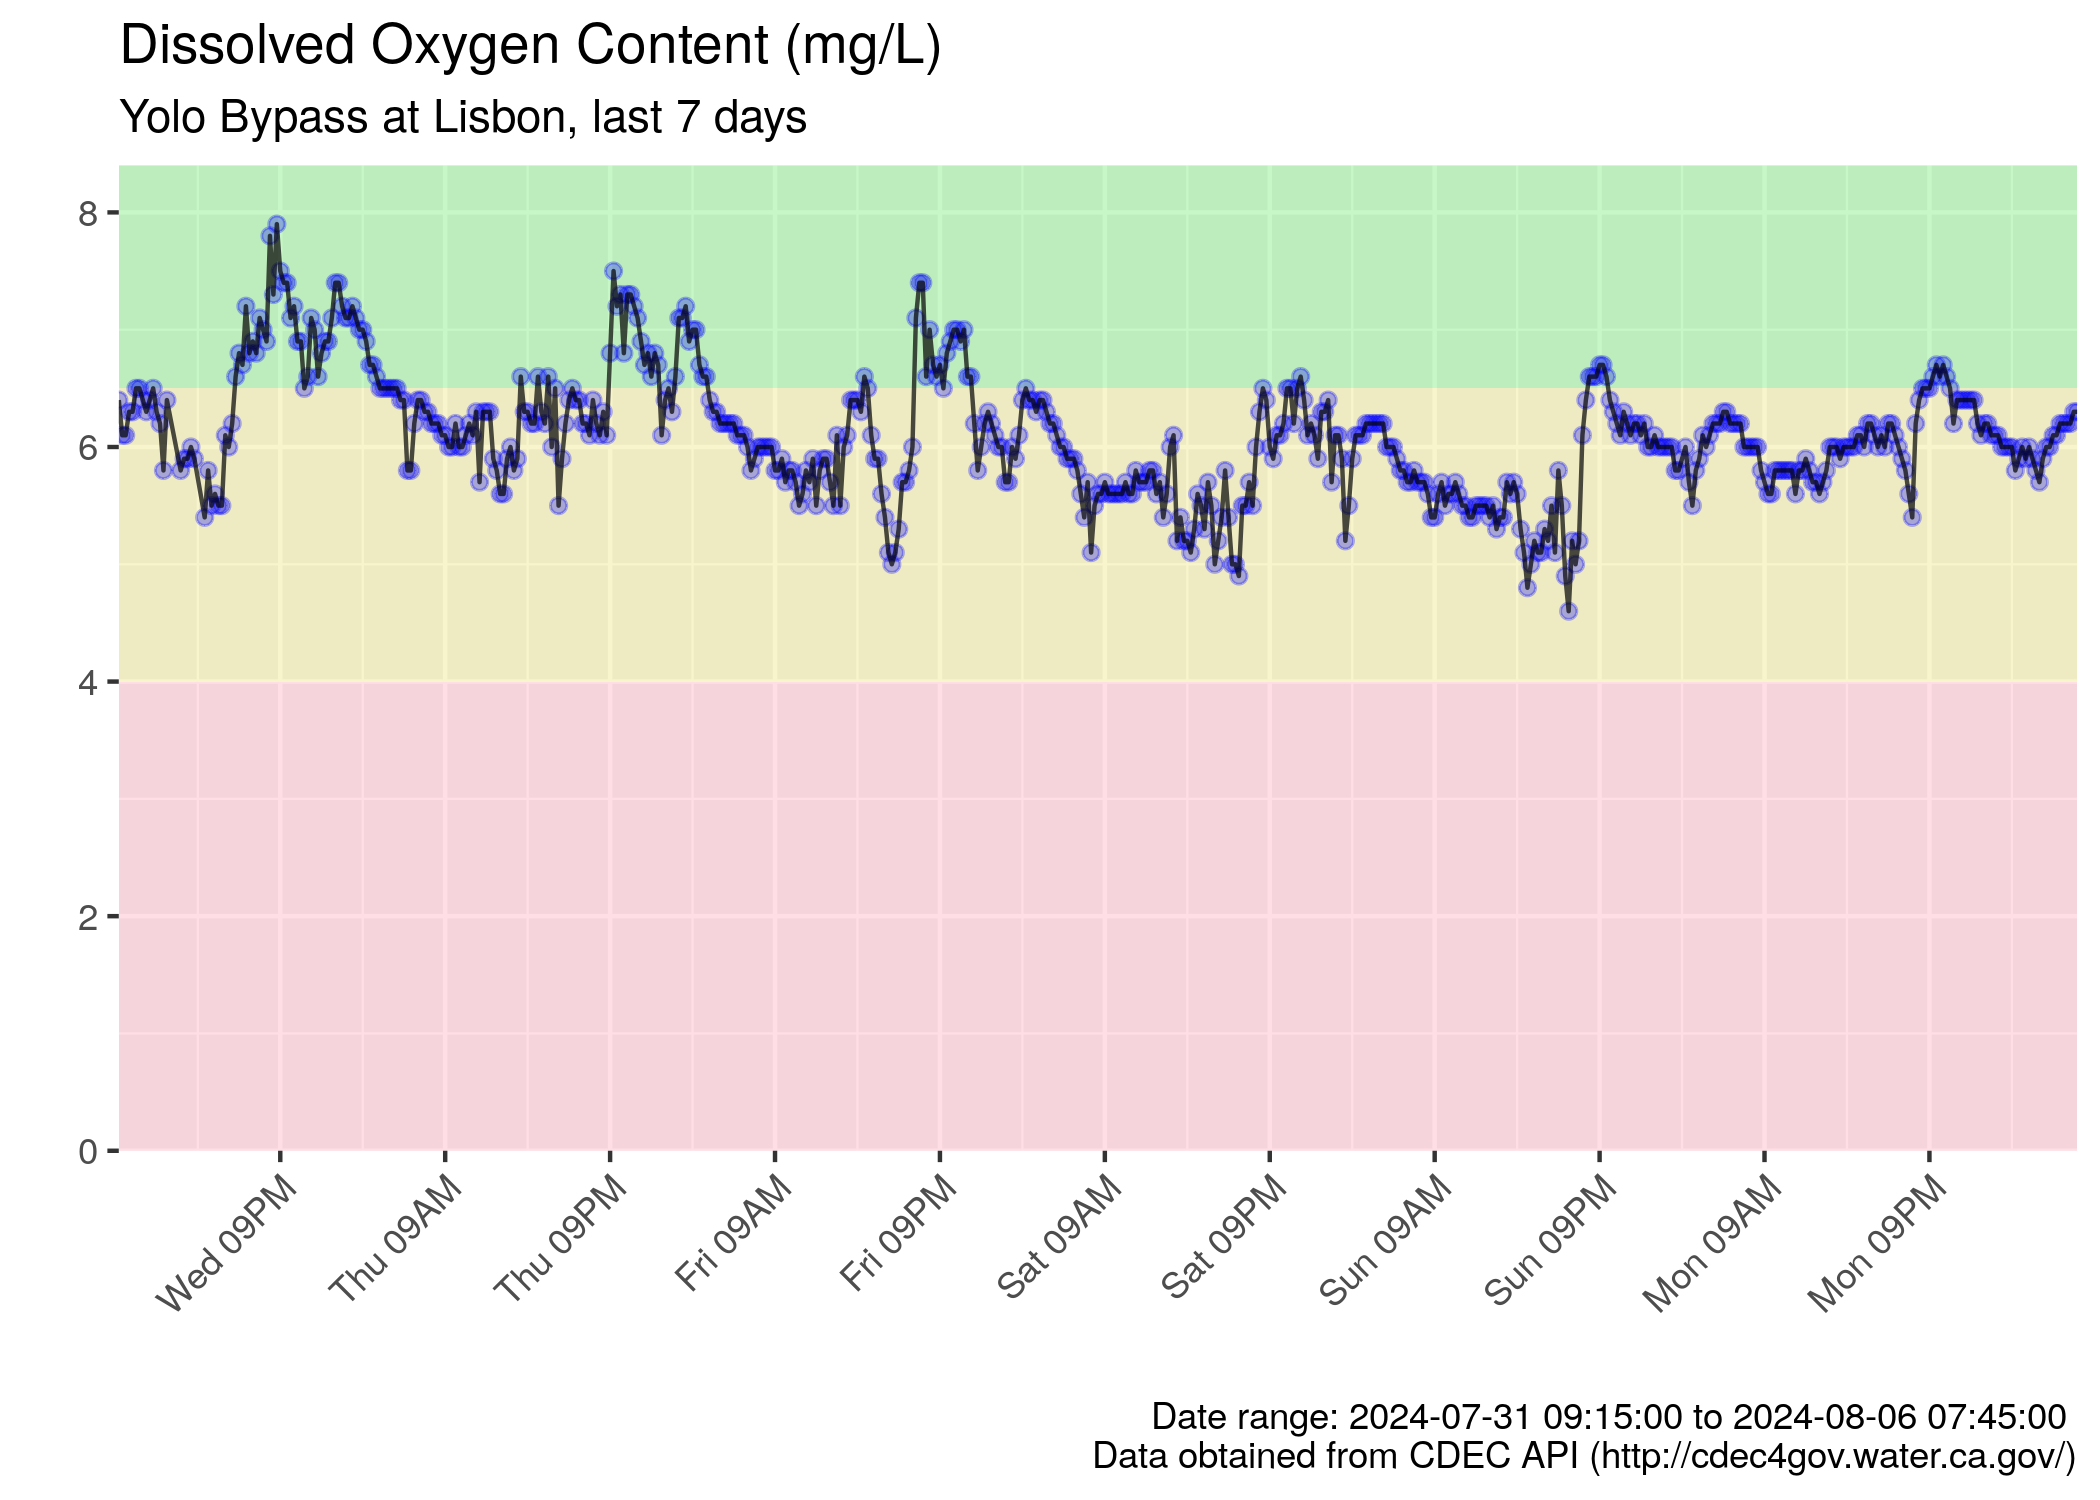 Dissolved Oxygen Content (mg/L)
Yolo Bypass at Lisbon, last 7 days
8
6
4
2
0
Wed 09PM
Thu 09AM
Thu 09PM
Fri 09AM
Fri 09PM
Sat 09AM
Sat 09PM
Sun 09AM
Sun 09PM
Mon 09AM
Mon 09PM
Date range: 2024-07-31 09:15:00 to 2024-08-06 07:45:00
Data obtained from CDEC API (http://cdec4gov.water.ca.gov/)